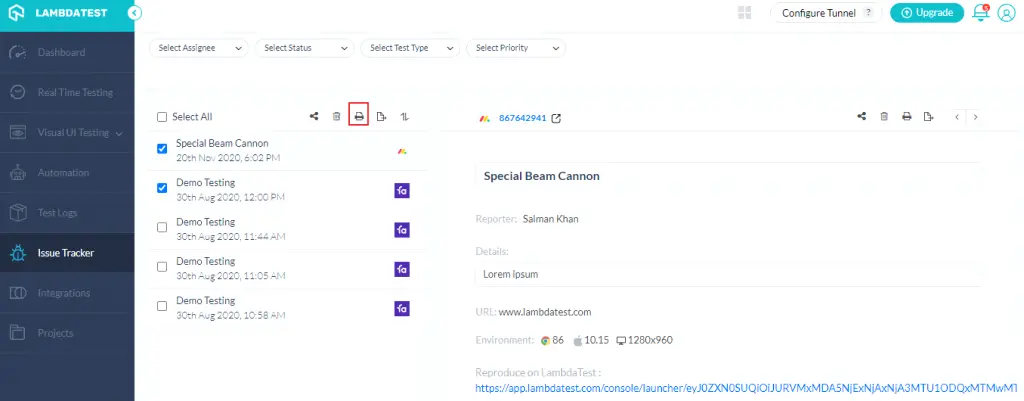 LAMBDATEST
Configure Tunnel ?
Upgrade
5
Dashboard
Real Time Testing
Visual UI Testing
Automation
Test Logs
Issue Tracker
Integrations
Projects
Select Assignee
Select Status
Select Test Type
Select Priority
Select All
Special Beam Cannon
20th Nov 2020, 6:02 PM
Demo Testing
30th Aug 2020, 12:00 PM
Demo Testing
30th Aug 2020, 11:44 AM
Demo Testing
30th Aug 2020, 11:05 AM
Demo Testing
30th Aug 2020, 10:58 AM
867642941
Special Beam Cannon
Reporter: Salman Khan
Details:
Lorem ipsum
URL: www.lambdatest.com
Environment: 86 10.15 1280x960
Reproduce on LambdaTest :
https://app.lambdatest.com/console/launcher/eyJ0ZXN0SUQiOiJURVMxMDA5NjExNjAxNjA3MTU1ODQxMTMwMT